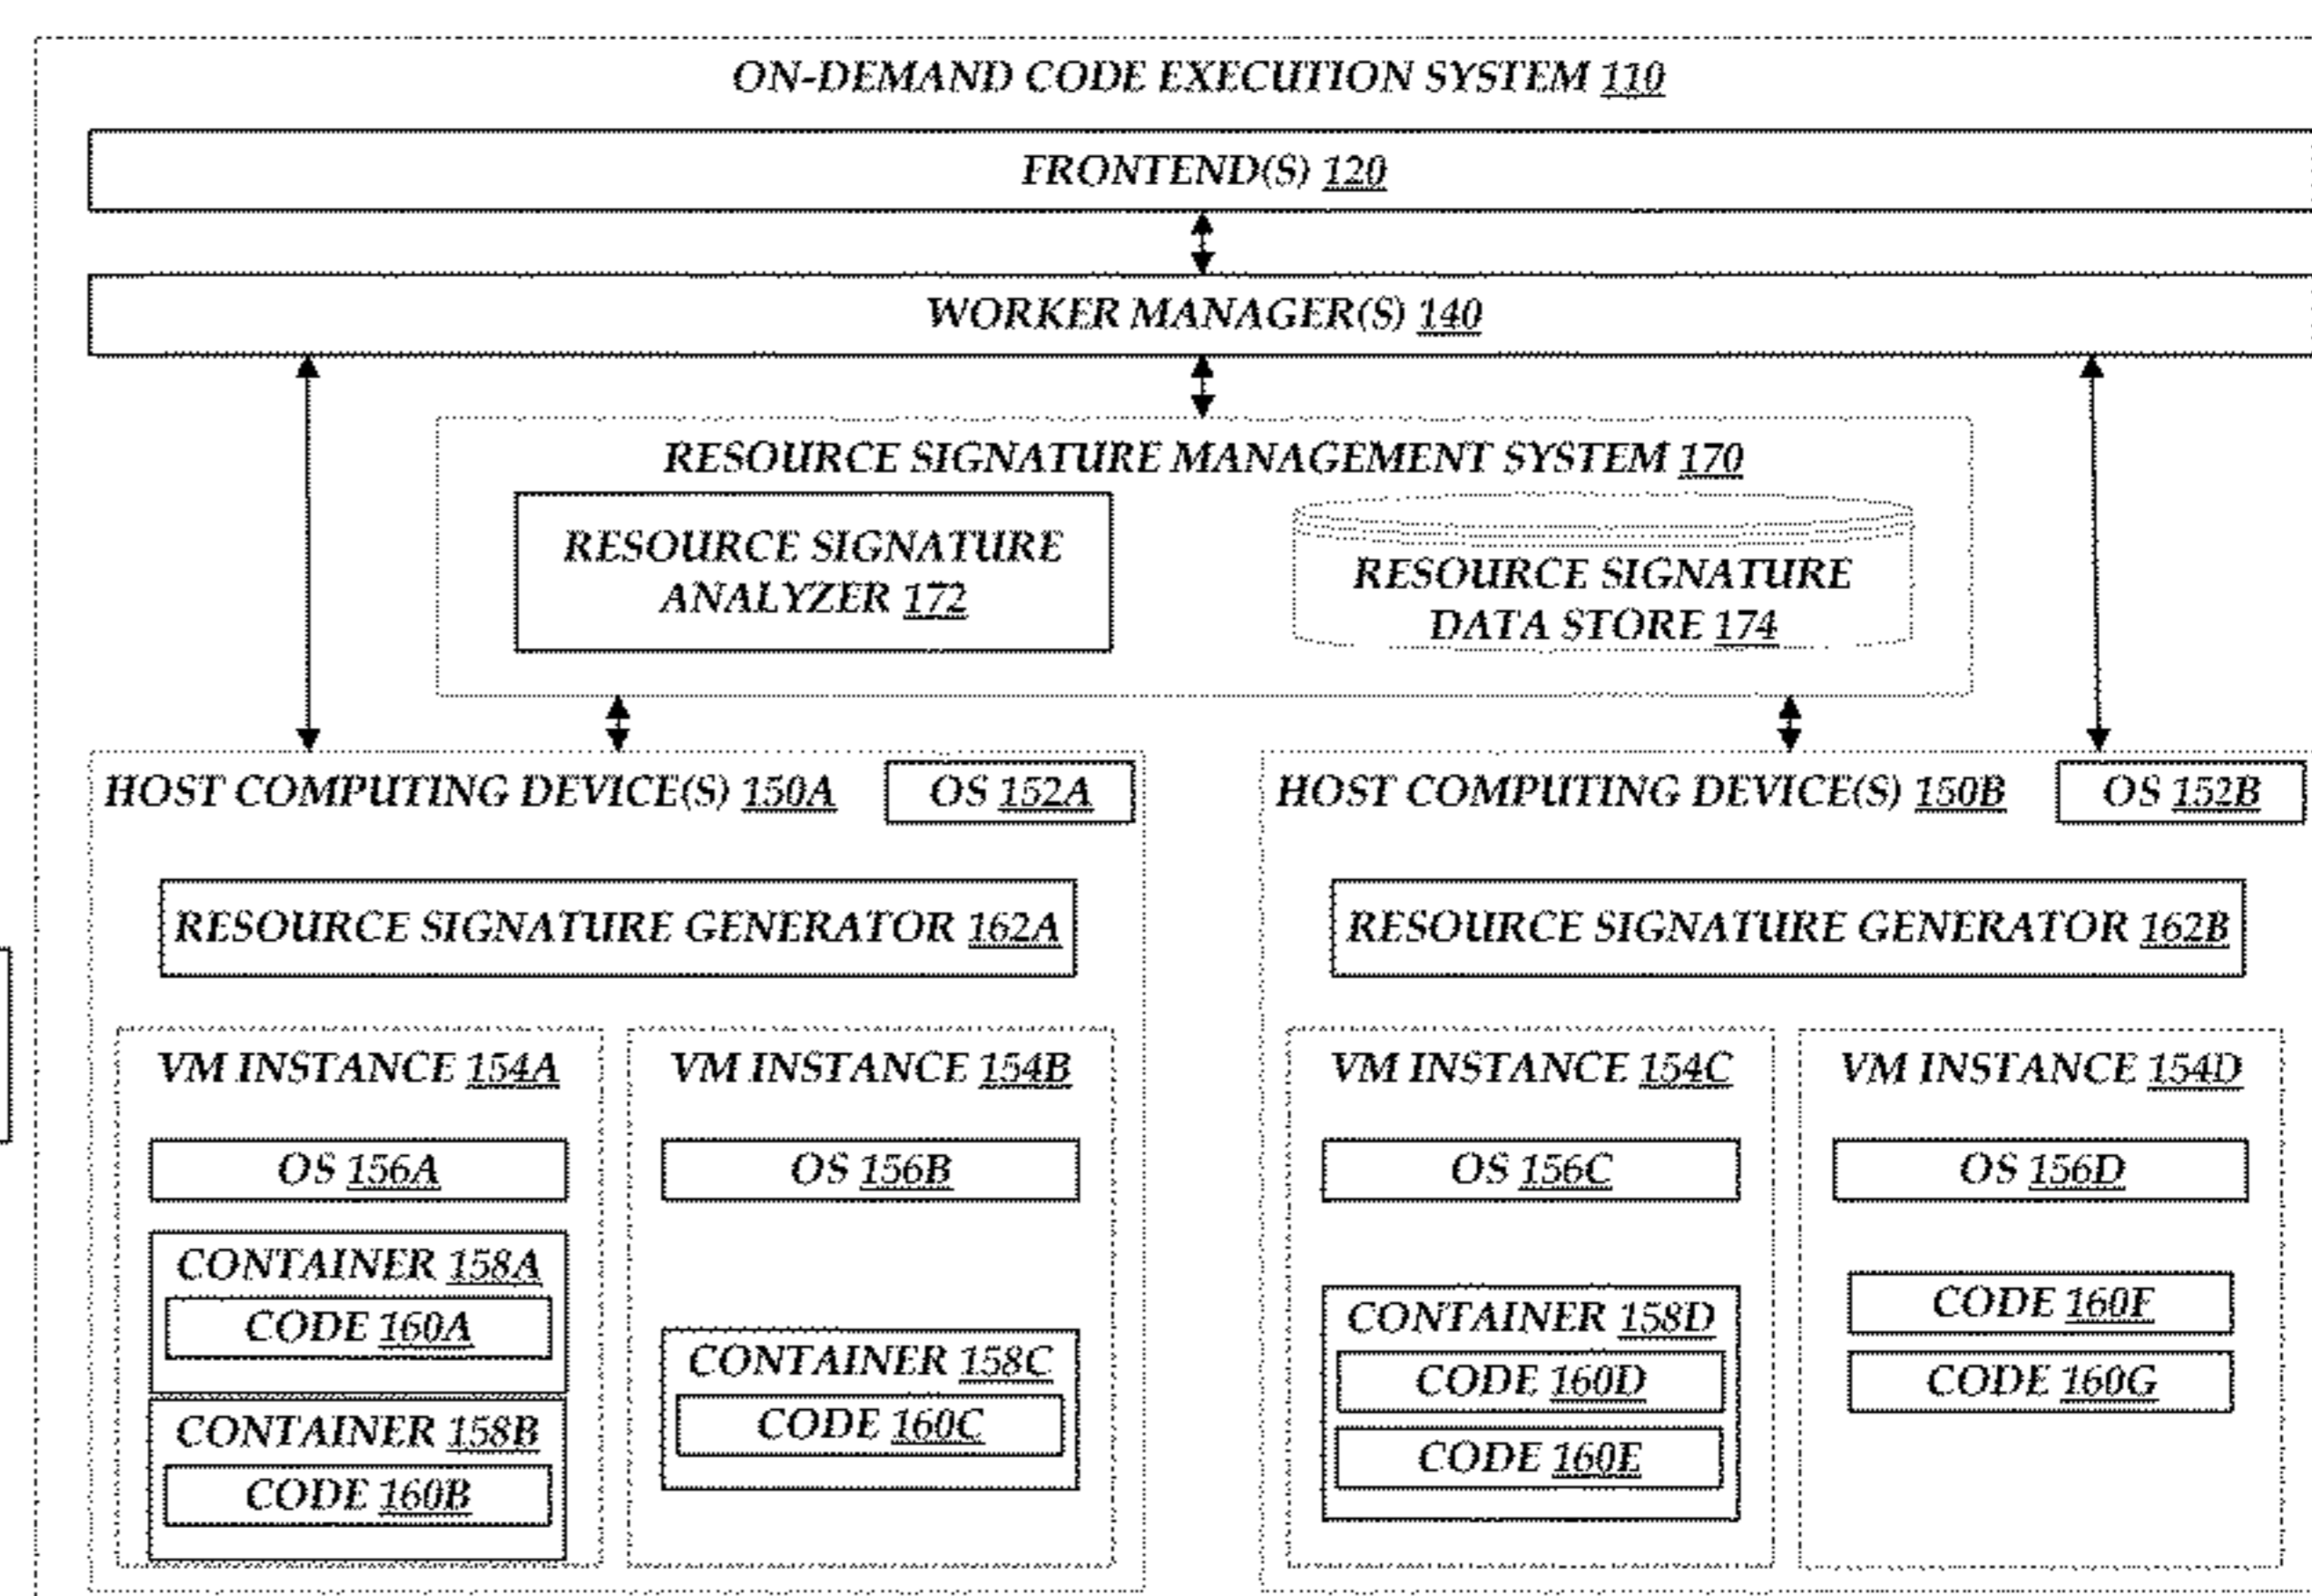 ON-DEMAND CODE EXECUTION SYSTEM 110
FRONTEND(S) 120
WORKER MANAGER(S) 140
RESOURCE SIGNATURE MANAGEMENT SYSTEM 170
RESOURCE SIGNATURE
ANALYZER 172
RESOURCE SIGNATURE
DATA STORE 174
HOST COMPUTING DEVICE(S) 150A
OS 152A
RESOURCE SIGNATURE GENERATOR 162A
VM INSTANCE 154A
OS 156A
CONTAINER 158A
CODE 160A
CONTAINER 158B
CODE 160B
VM INSTANCE 154B
OS 156B
CONTAINER 158C
CODE 160C
HOST COMPUTING DEVICE(S) 150B
OS 152B
RESOURCE SIGNATURE GENERATOR 162B
VM INSTANCE 154C
OS 156C
CONTAINER 158D
CODE 160D
CODE 160E
VM INSTANCE 154D
OS 156D
CODE 160F
CODE 160G